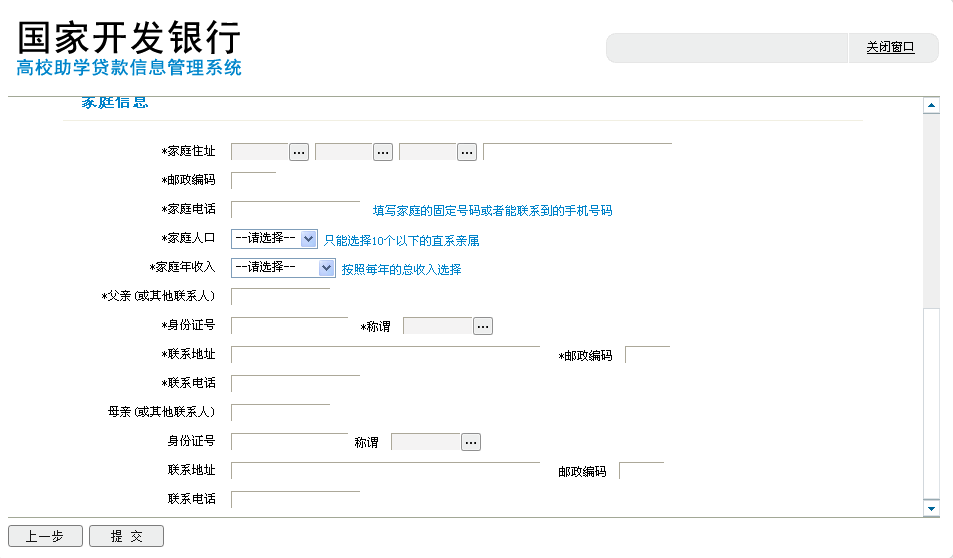 国家开发银行
高校助学贷款信息管理系统
关闭窗口
家庭信息
*家庭住址 ... ... ...
*邮政编码
*家庭电话 填写家庭的固定号码或者能联系到的手机号码
*家庭人口 --请选择-- 只能选择10个以下的直系亲属
*家庭年收入 --请选择-- 按照每年的总收入选择
*父亲(或其他联系人)
*身份证号 *称谓 ...
*联系地址 *邮政编码
*联系电话
母亲(或其他联系人)
身份证号 称谓 ...
联系地址 邮政编码
联系电话
上一步 提 交